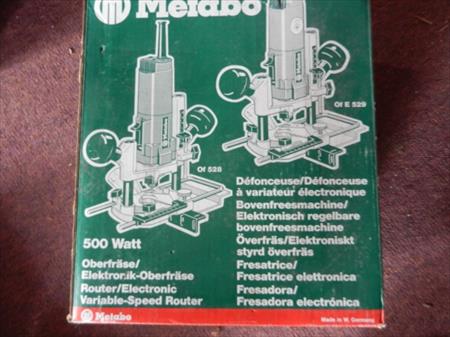 Metabo
Of E 529
Of 528
500 Watt
Oberfräse/
Elektronik-Oberfräse
Router/Electronic
Variable-Speed Router
Défonceuse/Défonceuse
à variateur électronique
Bovenfreesmachine/
Elektronisch regelbare
bovenfreesmachine
Överfräs/Elektroniskt
styrd överfräs
Fresatrice/
Fresatrice elettronica
Fresadora/
Fresadora electrónica
m Metabo
Made in W. Germany